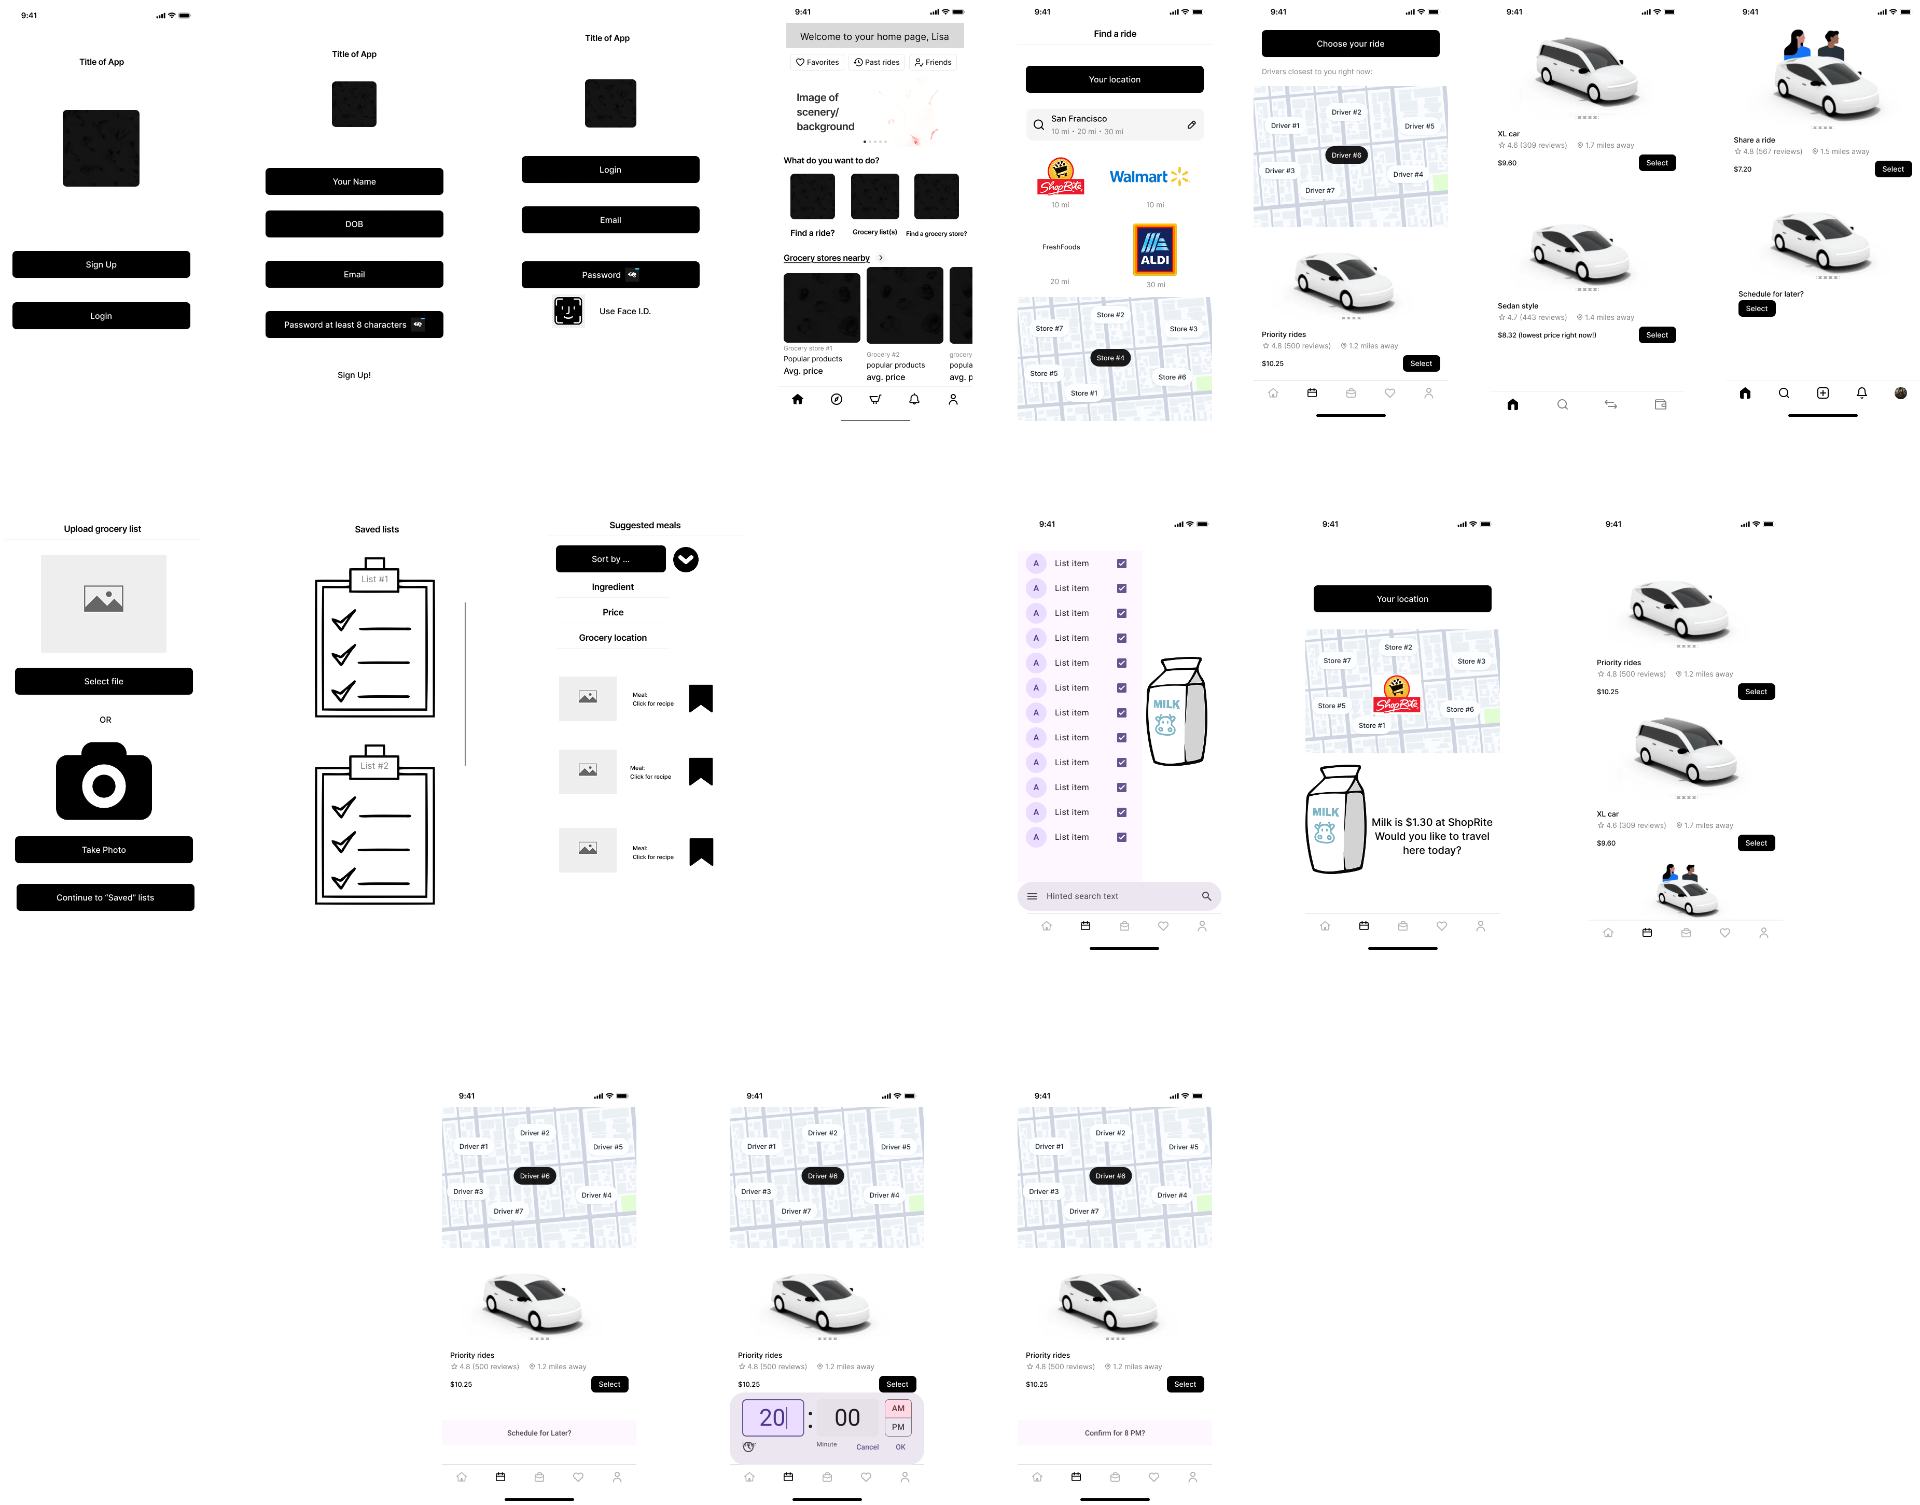 9:41
Title of App
Sign Up
Login
Title of App
Your Name
DOB
Email
Password at least 8 characters
Sign Up!
Title of App
Login
Email
Password
Use Face I.D.
9:41
Welcome to your home page, Lisa
Favorites Past rides Friends
Image of
scenery/
background
What do you want to do?
Find a ride? Grocery list(s) Find a grocery store?
Grocery stores nearby
Grocery store #1
Popular products
Avg. price
Grocery #2
popular products
avg. price
grocery
popula
avg. p
9:41
Find a ride
Your location
San Francisco
10 mi • 20 mi • 30 mi
ShopRite
10 mi
Walmart
10 mi
FreshFoods
20 mi
ALDI
30 mi
Store #2
Store #7
Store #3
Store #4
Store #5
Store #6
Store #1
9:41
Choose your ride
Drivers closest to you right now:
Driver #2
Driver #1
Driver #5
Driver #6
Driver #3
Driver #4
Driver #7
Priority rides
4.8 (500 reviews) 1.2 miles away
$10.25
Select
9:41
XL car
4.6 (309 reviews) 1.7 miles away
$9.60
Select
Sedan style
4.7 (443 reviews) 1.4 miles away
$8.32 (lowest price right now!)
Select
9:41
Share a ride
4.8 (567 reviews) 1.5 miles away
$7.20
Select
Schedule for later?
Select
Upload grocery list
Select file
OR
Take Photo
Continue to "Saved" lists
Saved lists
List #1
List #2
Suggested meals
Sort by ...
Ingredient
Price
Grocery location
Meal:
Click for recipe
Meal:
Click for recipe
Meal:
Click for recipe
9:41
A List item
A List item
A List item
A List item
A List item
A List item
A List item
A List item
A List item
A List item
A List item
A List item
MILK
Hinted search text
9:41
Your location
Store #2
Store #7
Store #3
ShopRite
Store #5
Store #6
Store #1
MILK
Milk is $1.30 at ShopRite
Would you like to travel
here today?
9:41
Priority rides
4.8 (500 reviews) 1.2 miles away
$10.25
Select
XL car
4.6 (309 reviews) 1.7 miles away
$9.60
Select
9:41
Driver #2
Driver #1
Driver #5
Driver #6
Driver #3
Driver #4
Driver #7
Priority rides
4.8 (500 reviews) 1.2 miles away
$10.25
Select
Schedule for Later?
9:41
Driver #2
Driver #1
Driver #5
Driver #6
Driver #3
Driver #4
Driver #7
Priority rides
4.8 (500 reviews) 1.2 miles away
$10.25
Select
20 : 00
AM
PM
Minute
Cancel OK
9:41
Driver #2
Driver #1
Driver #5
Driver #6
Driver #3
Driver #4
Driver #7
Priority rides
4.8 (500 reviews) 1.2 miles away
$10.25
Select
Confirm for 8 PM?